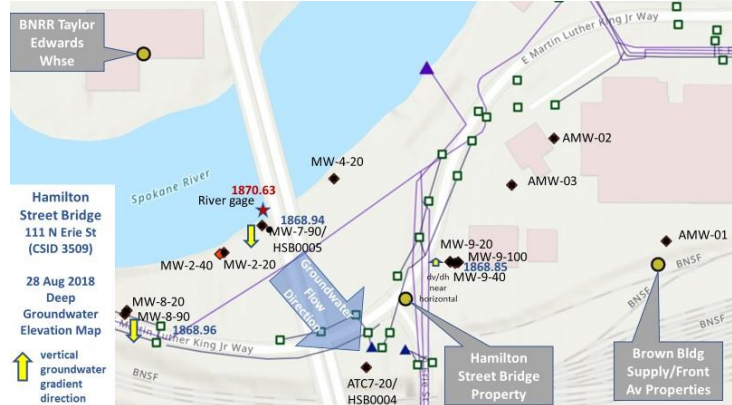 BNRR Taylor
Edwards
Whse
E Martin Luther King Jr Way
AMW-02
MW-4-20
AMW-03
Spokane River
1870.63
River gage
1868.94
MW-7-90/
HSB0005
Hamilton
Street Bridge
111 N Erie St
(CSID 3509)
28 Aug 2018
Deep
Groundwater
Elevation Map
vertical
groundwater
gradient
direction
MW-2-40
MW-2-20
Groundwater
Flow
Direction
MW-9-20
MW-9-100
1868.85
MW-9-40
dv/dh
near
horizontal
AMW-01
BNSF
BNSF
MW-8-20
MW-8-90
1868.96
E Martin Luther King Jr Way
BNSF
ATC7-20/
HSB0004
Hamilton
Street Bridge
Property
Brown Bldg
Supply/Front
Av Properties